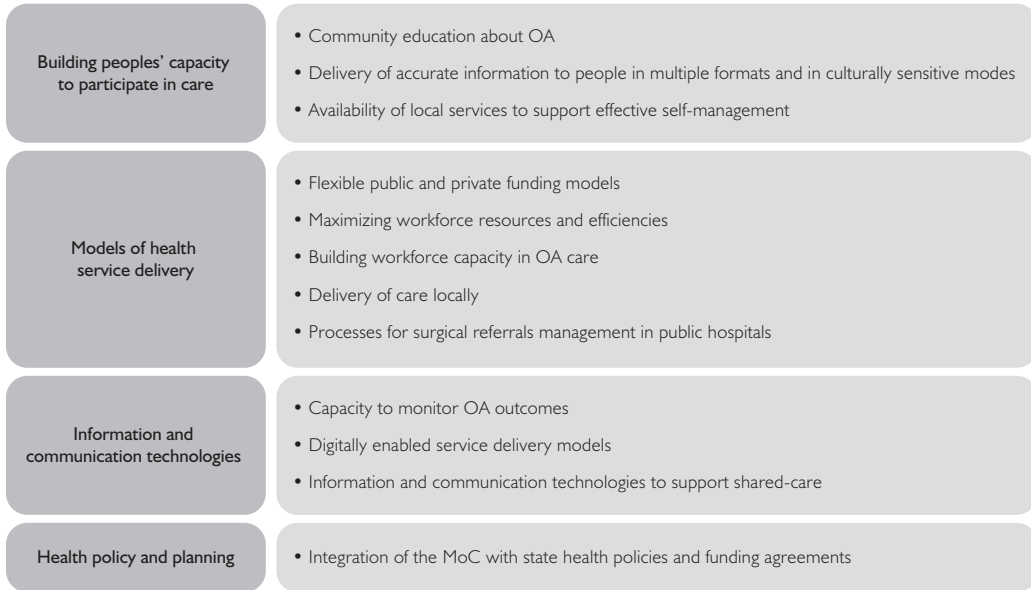 Building peoples’ capacity
to participate in care
• Community education about OA
• Delivery of accurate information to people in multiple formats and in culturally sensitive modes
• Availability of local services to support effective self-management
Models of health
service delivery
• Flexible public and private funding models
• Maximizing workforce resources and efficiencies
• Building workforce capacity in OA care
• Delivery of care locally
• Processes for surgical referrals management in public hospitals
Information and
communication technologies
• Capacity to monitor OA outcomes
• Digitally enabled service delivery models
• Information and communication technologies to support shared-care
Health policy and planning
• Integration of the MoC with state health policies and funding agreements